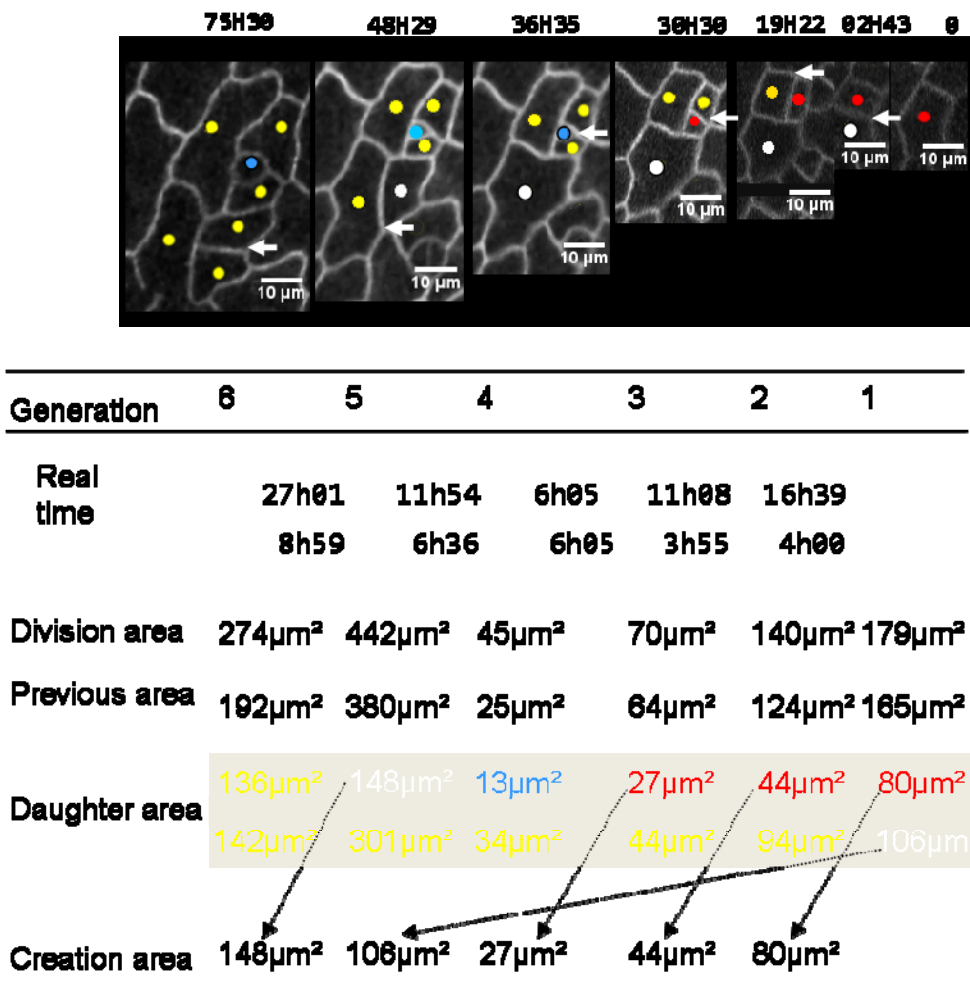 75H30 48H29 36H35 30H30 19H22 02H43 0
10 µm 10 µm 10 µm 10 µm 10 µm 10 µm 10 µm
Generation 6 5 4 3 2 1
Real
time
27h01 11h54 6h05 11h08 16h39
8h59 6h36 6h05 3h55 4h00
Division area 274µm² 442µm² 45µm² 70µm² 140µm² 179µm²
Previous area 192µm² 380µm² 25µm² 64µm² 124µm² 165µm²
136µm² 148µm² 13µm² 27µm² 44µm² 80µm²
Daughter area
142µm² 301µm² 34µm² 44µm² 94µm² 106µm
Creation area 148µm² 106µm² 27µm² 44µm² 80µm²